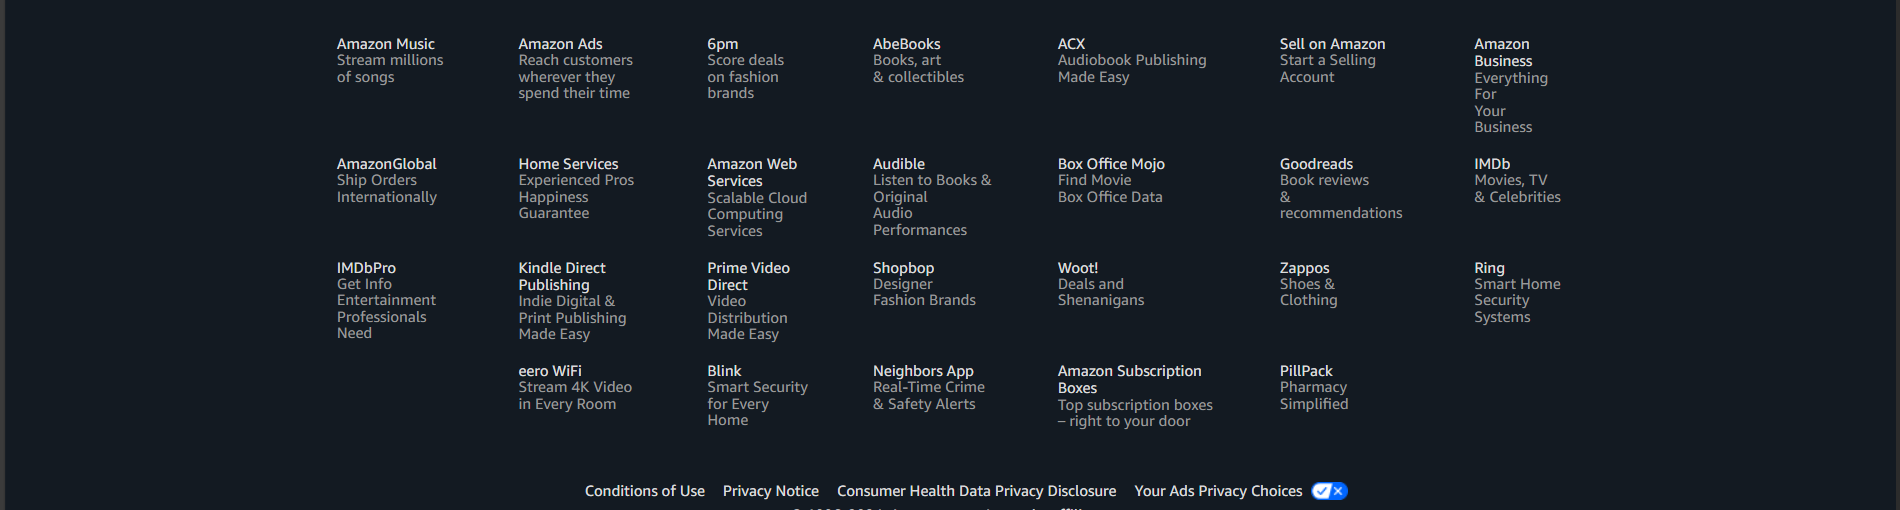 Amazon Music
Stream millions
of songs
Amazon Ads
Reach customers
wherever they
spend their time
6pm
Score deals
on fashion
brands
AbeBooks
Books, art
& collectibles
ACX
Audiobook Publishing
Made Easy
Sell on Amazon
Start a Selling
Account
Amazon
Business
Everything
For
Your
Business
AmazonGlobal
Ship Orders
Internationally
Home Services
Experienced Pros
Happiness
Guarantee
Amazon Web
Services
Scalable Cloud
Computing
Services
Audible
Listen to Books &
Original
Audio
Performances
Box Office Mojo
Find Movie
Box Office Data
Goodreads
Book reviews
&
recommendations
IMDb
Movies, TV
& Celebrities
IMDbPro
Get Info
Entertainment
Professionals
Need
Kindle Direct
Publishing
Indie Digital &
Print Publishing
Made Easy
Prime Video
Direct
Video
Distribution
Made Easy
Shopbop
Designer
Fashion Brands
Woot!
Deals and
Shenanigans
Zappos
Shoes &
Clothing
Ring
Smart Home
Security
Systems
eero WiFi
Stream 4K Video
in Every Room
Blink
Smart Security
for Every
Home
Neighbors App
Real-Time Crime
& Safety Alerts
Amazon Subscription
Boxes
Top subscription boxes
– right to your door
PillPack
Pharmacy
Simplified
Conditions of Use Privacy Notice Consumer Health Data Privacy Disclosure Your Ads Privacy Choices